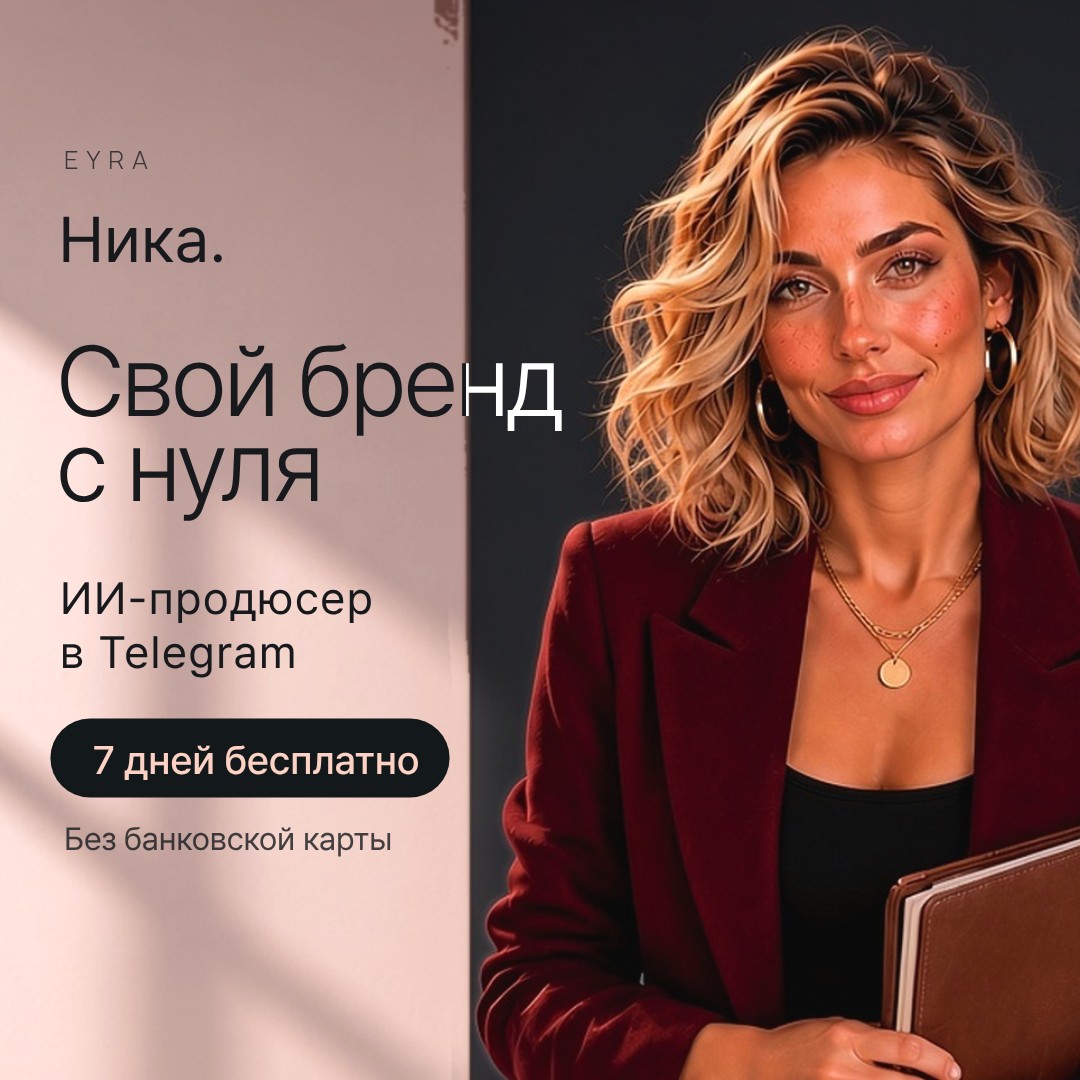 EYRA
Ника.
Свой бренд
с нуля
ИИ-продюсер
в Telegram
7 дней бесплатно
Без банковской карты